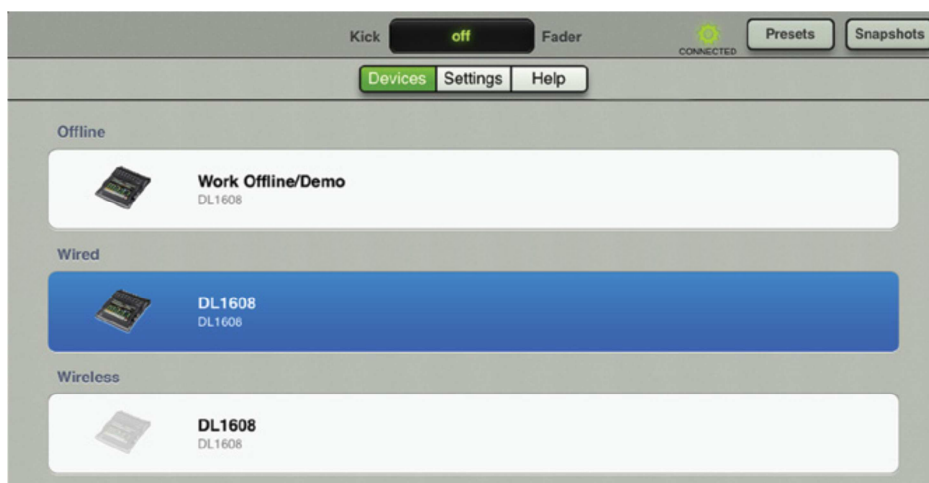 Kick off Fader
CONNECTED
Presets
Snapshots
Devices Settings Help
Offline
Work Offline/Demo
DL1608
Wired
DL1608
DL1608
Wireless
DL1608
DL1608